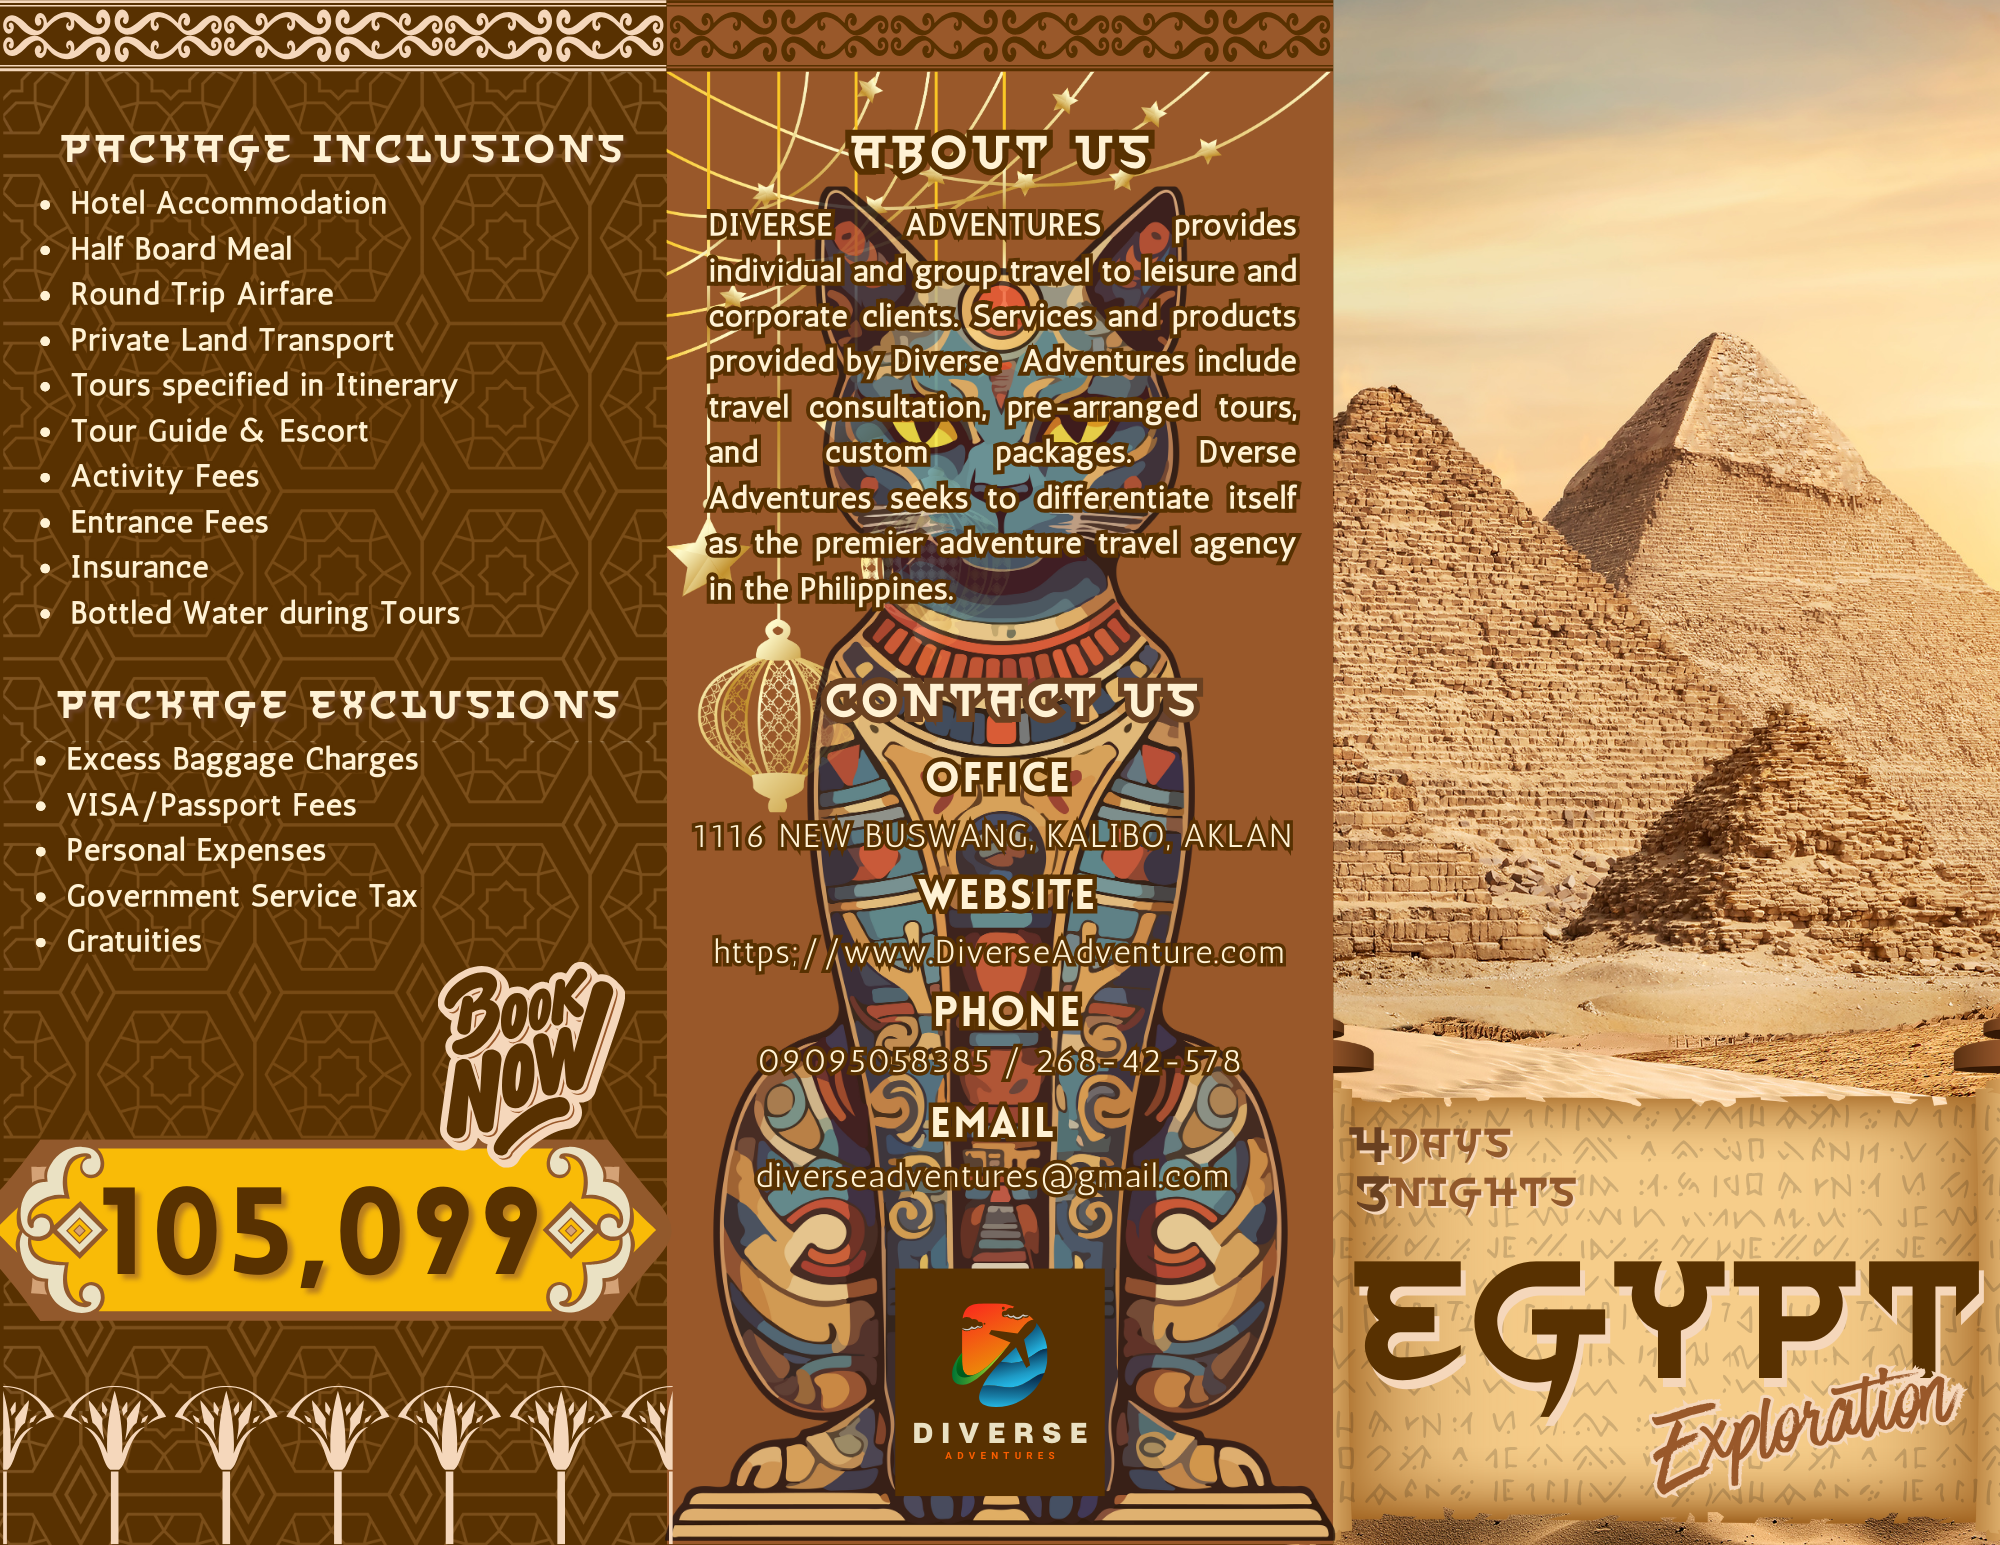 PACKAGE INCLUSIONS
Hotel Accommodation
Half Board Meal
Round Trip Airfare
Private Land Transport
Tours specified in Itinerary
Tour Guide & Escort
Activity Fees
Entrance Fees
Insurance
Bottled Water during Tours
PACKAGE EXCLUSIONS
Excess Baggage Charges
VISA/Passport Fees
Personal Expenses
Government Service Tax
Gratuities
BOOK
NOW
105,099
ABOUT US
DIVERSE ADVENTURES provides
individual and group travel to leisure and
corporate clients. Services and products
provided by Diverse Adventures include
travel consultation, pre-arranged tours,
and custom packages. Dverse
Adventures seeks to differentiate itself
as the premier adventure travel agency
in the Philippines.
CONTACT US
OFFICE
1116 NEW BUSWANG, KALIBO, AKLAN
WEBSITE
https;//www.DiverseAdventure.com
PHONE
09095058385 / 268-42-578
EMAIL
diverseadventures@gmail.com
DIVERSE
ADVENTURES
4DAYS
3NIGHTS
EGYPT
Exploration